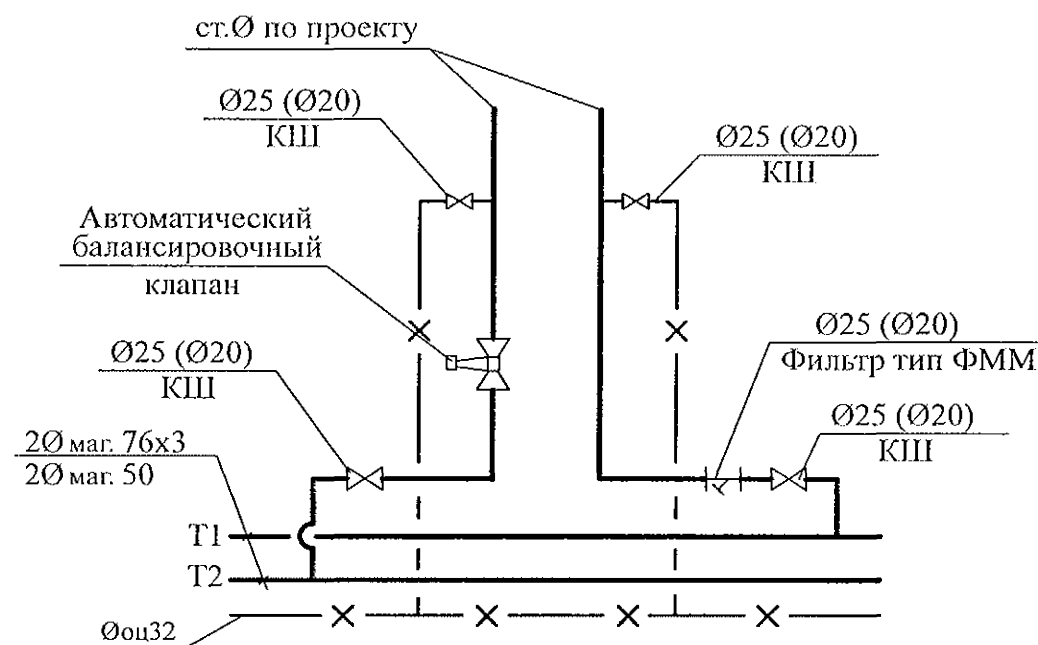 ст.Ø по проекту
Ø25 (Ø20)
КШ
Ø25 (Ø20)
КШ
Автоматический
балансировочный
клапан
Ø25 (Ø20)
Фильтр тип ФММ
Ø25 (Ø20)
КШ
Ø25 (Ø20)
КШ
2Ø маг. 76х3
2Ø маг. 50
Т1
Т2
Øоц32